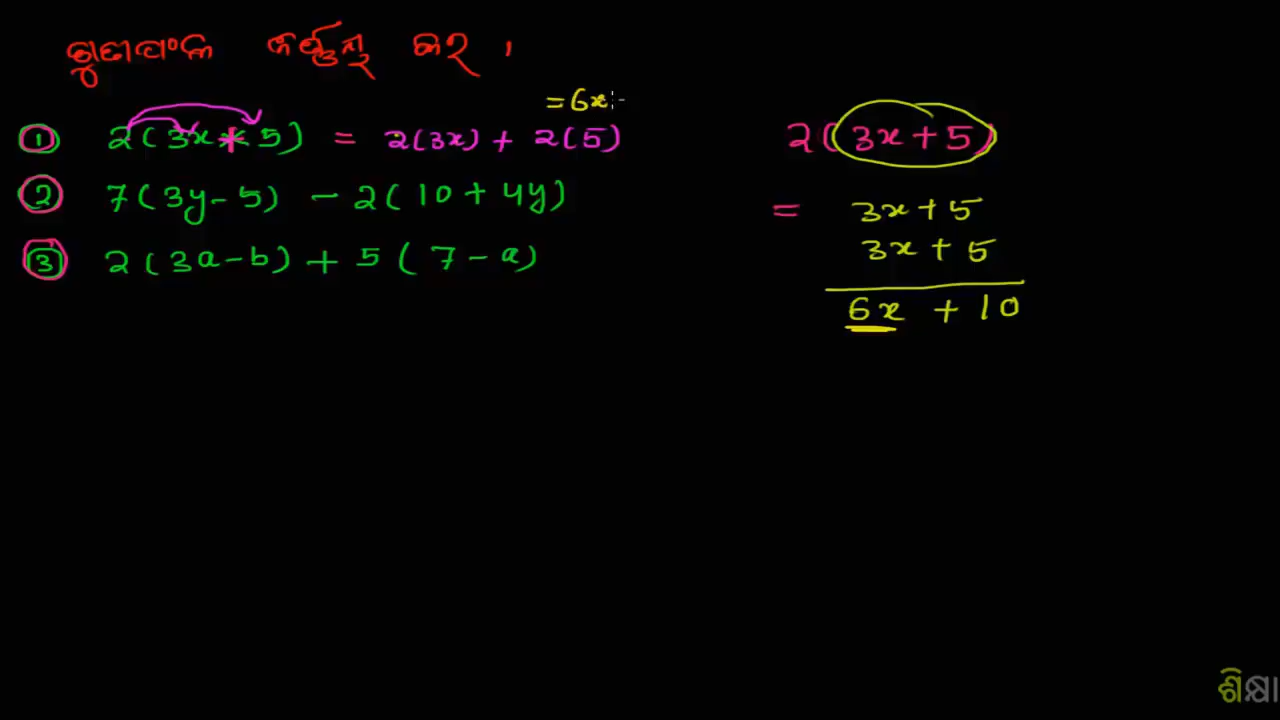 ଗୁଣନଫଳ ନିର୍ଣ୍ଣୟ କର ।
= 6x
① 2(3x + 5) = 2(3x) + 2(5)
② 7(3y - 5) - 2(10 + 4y)
③ 2(3a - b) + 5(7 - a)
2(3x + 5)
= 3x + 5
3x + 5
6x + 10
ଶିକ୍ଷା